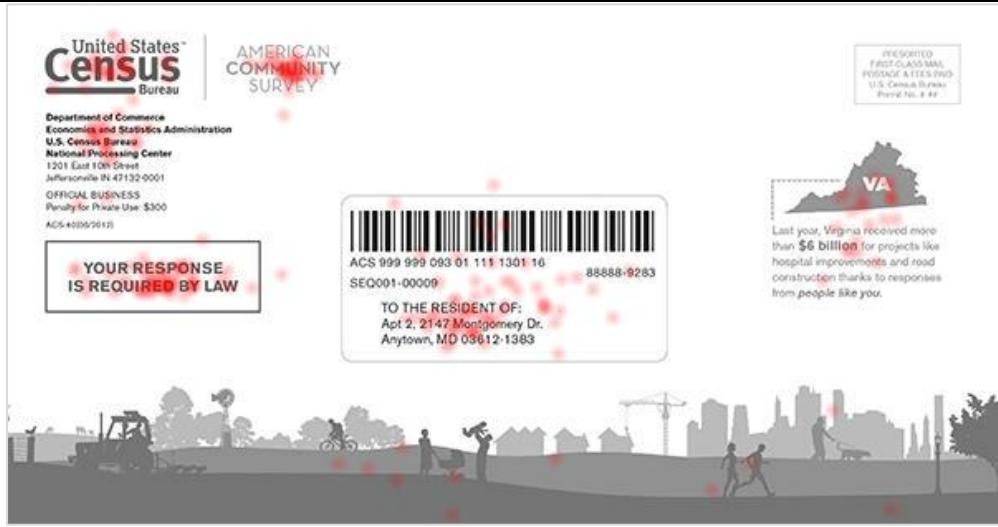 United States™
Census
Bureau
AMERICAN
COMMUNITY
SURVEY
PRESORTED
FIRST-CLASS MAIL
POSTAGE & FEES PAID
U.S. Census Bureau
Permit No. # ##
Department of Commerce
Economics and Statistics Administration
U.S. Census Bureau
National Processing Center
1201 East 10th Street
Jeffersonville IN 47132-0001
OFFICIAL BUSINESS
Penalty for Private Use: $300
YOUR RESPONSE
IS REQUIRED BY LAW
ACS 999 999 093 01 111 1301 16
88888-9283
SEQ001-00009
TO THE RESIDENT OF:
Apt 2, 2147 Montgomery Dr.
Anytown, MD 03612-1383
VA
Last year, Virginia received more
than $6 billion for projects like
hospital improvements and road
construction thanks to responses
from people like you.